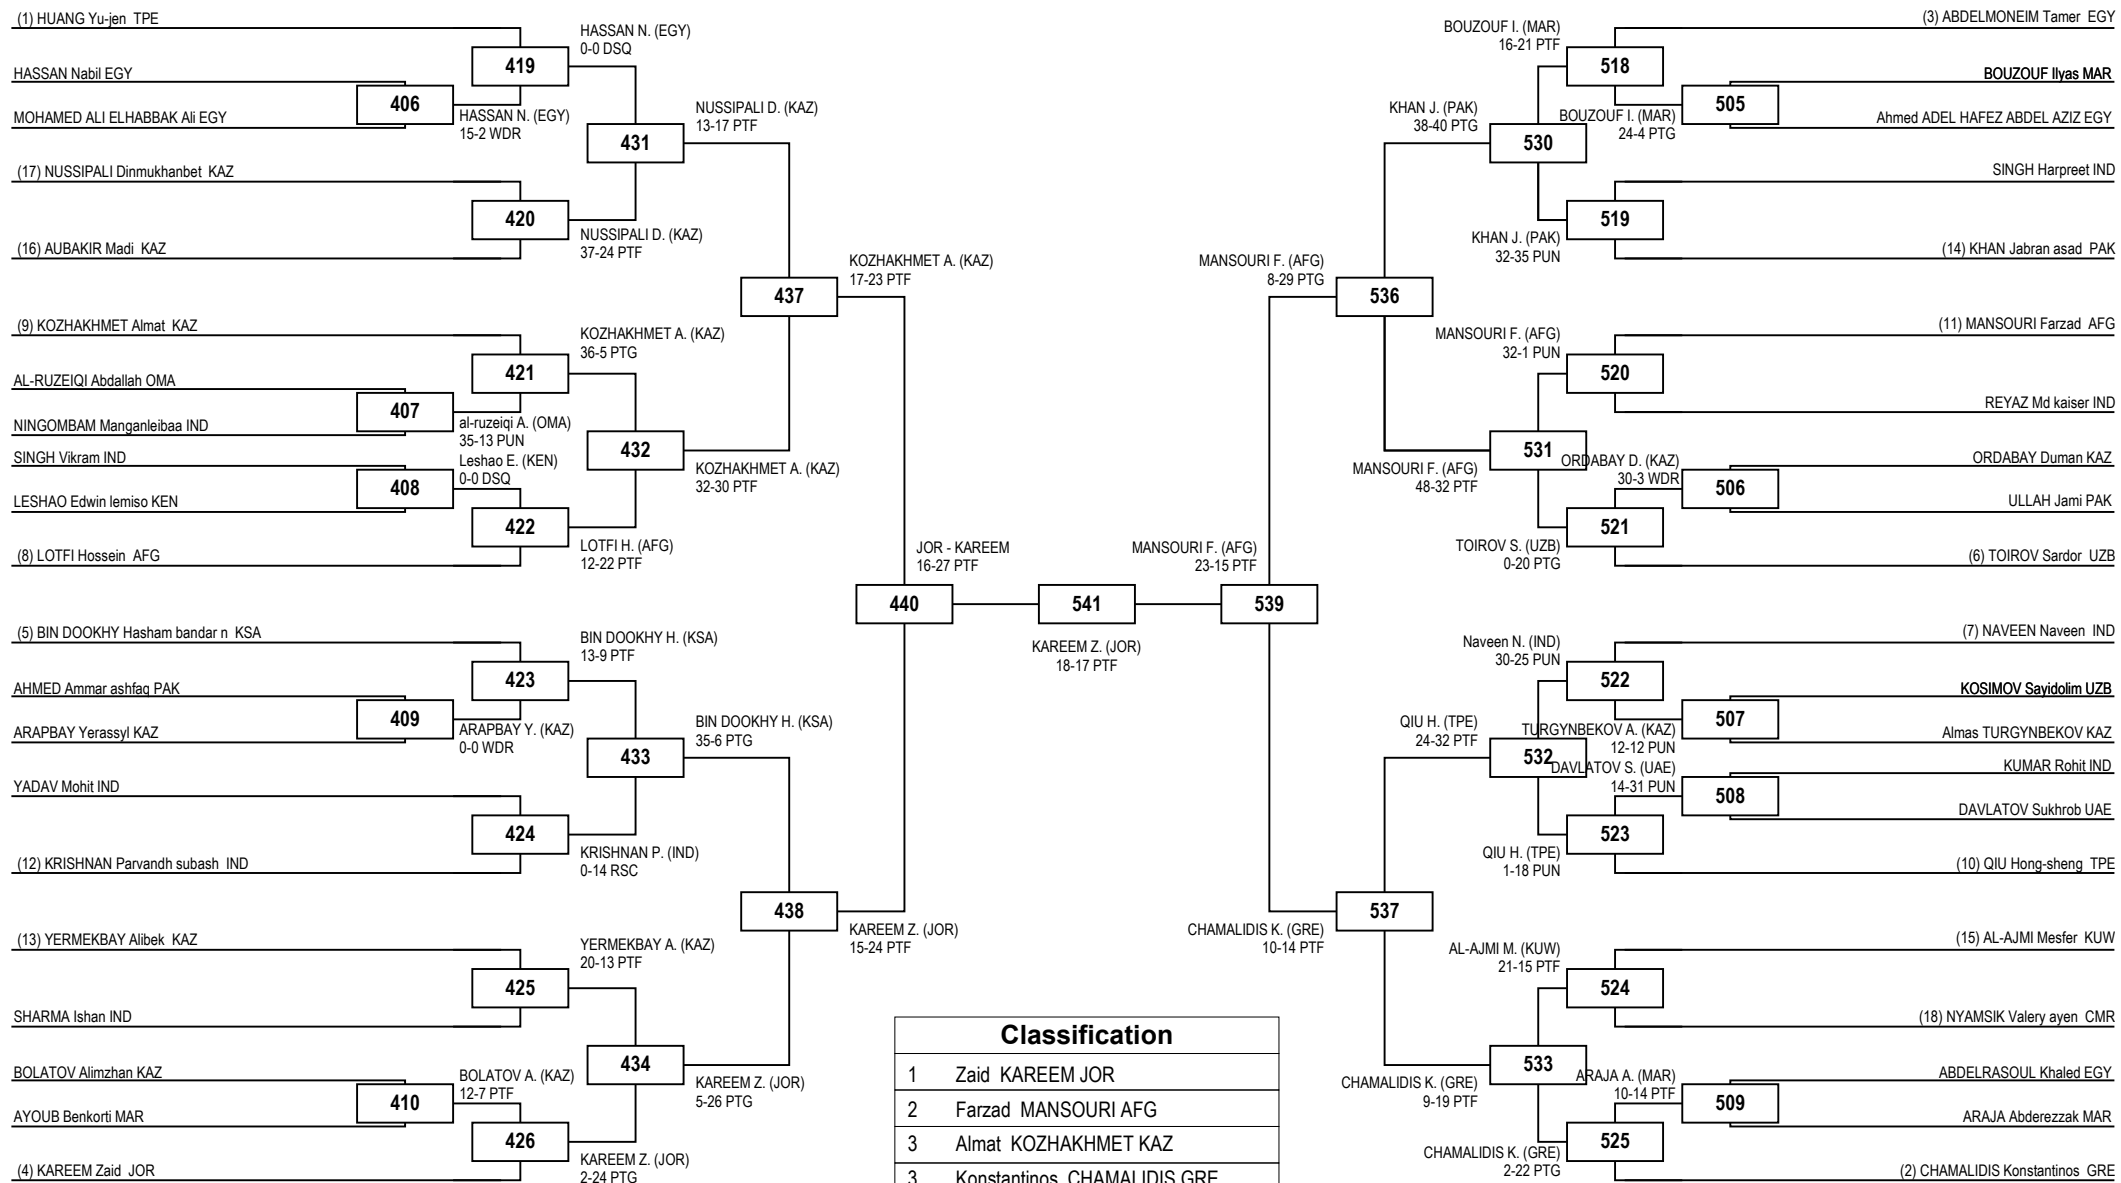 (1) HUANG Yu-jen  TPE
HASSAN Nabil EGY
MOHAMED ALI ELHABBAK Ali EGY
(17) NUSSIPALI Dinmukhanbet  KAZ
(16) AUBAKIR Madi  KAZ
(9) KOZHAKHMET Almat  KAZ
AL-RUZEIQI Abdallah OMA
NINGOMBAM Manganleibaa IND
SINGH Vikram IND
LESHAO Edwin lemiso KEN
(8) LOTFI Hossein  AFG
(5) BIN DOOKHY Hasham bandar n  KSA
AHMED Ammar ashfaq PAK
ARAPBAY Yerassyl KAZ
YADAV Mohit IND
(12) KRISHNAN Parvandh subash  IND
(13) YERMEKBAY Alibek  KAZ
SHARMA Ishan IND
BOLATOV Alimzhan KAZ
AYOUB Benkorti MAR
(4) KAREEM Zaid  JOR
406
HASSAN N. (EGY)
15-2 WDR
407
al-ruzeiqi A. (OMA)
35-13 PUN
Leshao E. (KEN)
0-0 DSQ
408
409
ARAPBAY Y. (KAZ)
0-0 WDR
BOLATOV A. (KAZ)
12-7 PTF
410
419
HASSAN N. (EGY)
0-0 DSQ
420
NUSSIPALI D. (KAZ)
37-24 PTF
421
KOZHAKHMET A. (KAZ)
36-5 PTG
422
LOTFI H. (AFG)
12-22 PTF
423
BIN DOOKHY H. (KSA)
13-9 PTF
424
KRISHNAN P. (IND)
0-14 RSC
425
YERMEKBAY A. (KAZ)
20-13 PTF
426
KAREEM Z. (JOR)
2-24 PTG
431
NUSSIPALI D. (KAZ)
13-17 PTF
432
KOZHAKHMET A. (KAZ)
32-30 PTF
433
BIN DOOKHY H. (KSA)
35-6 PTG
434
KAREEM Z. (JOR)
5-26 PTG
437
KOZHAKHMET A. (KAZ)
17-23 PTF
438
KAREEM Z. (JOR)
15-24 PTF
JOR - KAREEM
16-27 PTF
440
541
KAREEM Z. (JOR)
18-17 PTF
MANSOURI F. (AFG)
23-15 PTF
539
MANSOURI F. (AFG)
8-29 PTG
536
CHAMALIDIS K. (GRE)
10-14 PTF
537
KHAN J. (PAK)
38-40 PTG
530
MANSOURI F. (AFG)
48-32 PTF
531
QIU H. (TPE)
24-32 PTF
532
CHAMALIDIS K. (GRE)
9-19 PTF
533
BOUZOUF I. (MAR)
16-21 PTF
518
KHAN J. (PAK)
32-35 PUN
519
MANSOURI F. (AFG)
32-1 PUN
520
TOIROV S. (UZB)
0-20 PTG
521
Naveen N. (IND)
30-25 PUN
522
QIU H. (TPE)
1-18 PUN
523
AL-AJMI M. (KUW)
21-15 PTF
524
CHAMALIDIS K. (GRE)
2-22 PTG
525
BOUZOUF I. (MAR)
24-4 PTG
505
ORDABAY D. (KAZ)
30-3 WDR
506
TURGYNBEKOV A. (KAZ)
12-12 PUN
507
DAVLATOV S. (UAE)
14-31 PUN
508
ARAJA A. (MAR)
10-14 PTF
509
(3) ABDELMONEIM Tamer  EGY
BOUZOUF Ilyas MAR
Ahmed ADEL HAFEZ ABDEL AZIZ EGY
SINGH Harpreet IND
(14) KHAN Jabran asad  PAK
(11) MANSOURI Farzad  AFG
REYAZ Md kaiser IND
ORDABAY Duman KAZ
ULLAH Jami PAK
(6) TOIROV Sardor  UZB
(7) NAVEEN Naveen  IND
KOSIMOV Sayidolim UZB
Almas TURGYNBEKOV KAZ
KUMAR Rohit IND
DAVLATOV Sukhrob UAE
(10) QIU Hong-sheng  TPE
(15) AL-AJMI Mesfer  KUW
(18) NYAMSIK Valery ayen  CMR
ABDELRASOUL Khaled EGY
ARAJA Abderezzak MAR
(2) CHAMALIDIS Konstantinos  GRE
Classification
1 Zaid  KAREEM JOR
2 Farzad  MANSOURI AFG
3 Almat  KOZHAKHMET KAZ
3 Konstantinos  CHAMALIDIS GRE